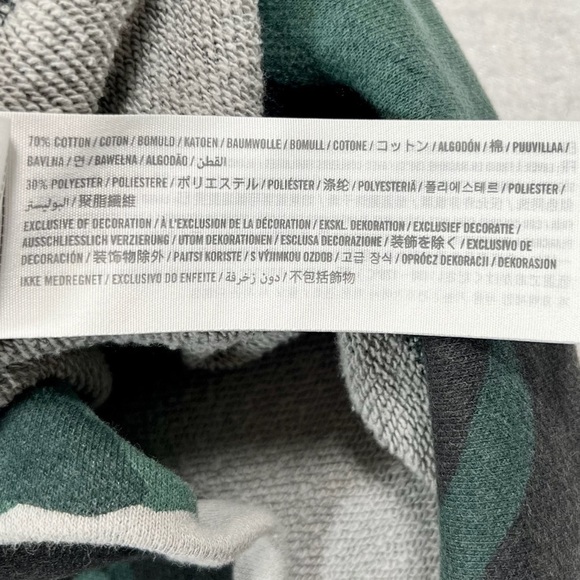 70% COTTON / COTON / BOMULD / KATOEN / BAUMWOLLE / BOMULL / COTONE / コットン / ALGODÓN / 棉 / PUUVILLAA /
BAVLNA / 면 / BAWEŁNA / ALGODÃO / القطن
30% POLYESTER / POLIESTERE / ポリエステル / POLIÉSTER / 涤纶 / POLYESTERIÄ / 폴리에스테르 / POLIESTER /
البوليستر / 聚脂纖維
EXCLUSIVE OF DECORATION / À L'EXCLUSION DE LA DÉCORATION / EKSKL. DEKORATION / EXCLUSIEF DECORATIE /
AUSSCHLIESSLICH VERZIERUNG / UTOM DEKORATIONEN / ESCLUSA DECORAZIONE / 装飾を除く / EXCLUSIVO DE
DECORACIÓN / 装饰物除外 / PAITSI KORISTE / S VÝJIMKOU OZDOB / 고급 장식 / OPRÓCZ DEKORACJI / DEKORASJON
IKKE MEDREGNET / EXCLUSIVO DO ENFEITE / دون زخرفة / 不包括飾物